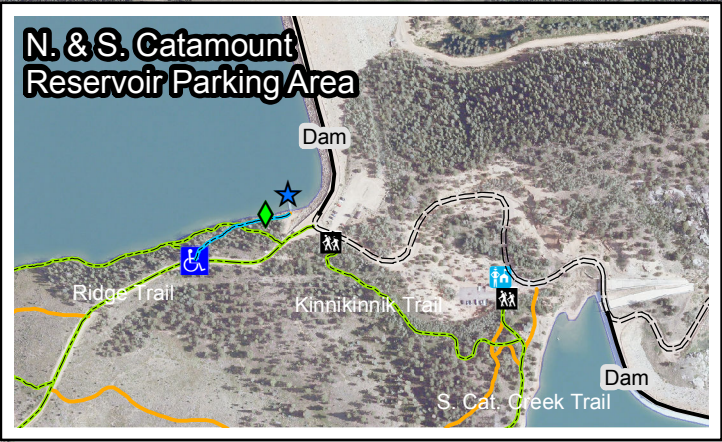 N. & S. Catamount
Reservoir Parking Area
Dam
Ridge Trail
Kinnikinnik Trail
Dam
S. Cat. Creek Trail